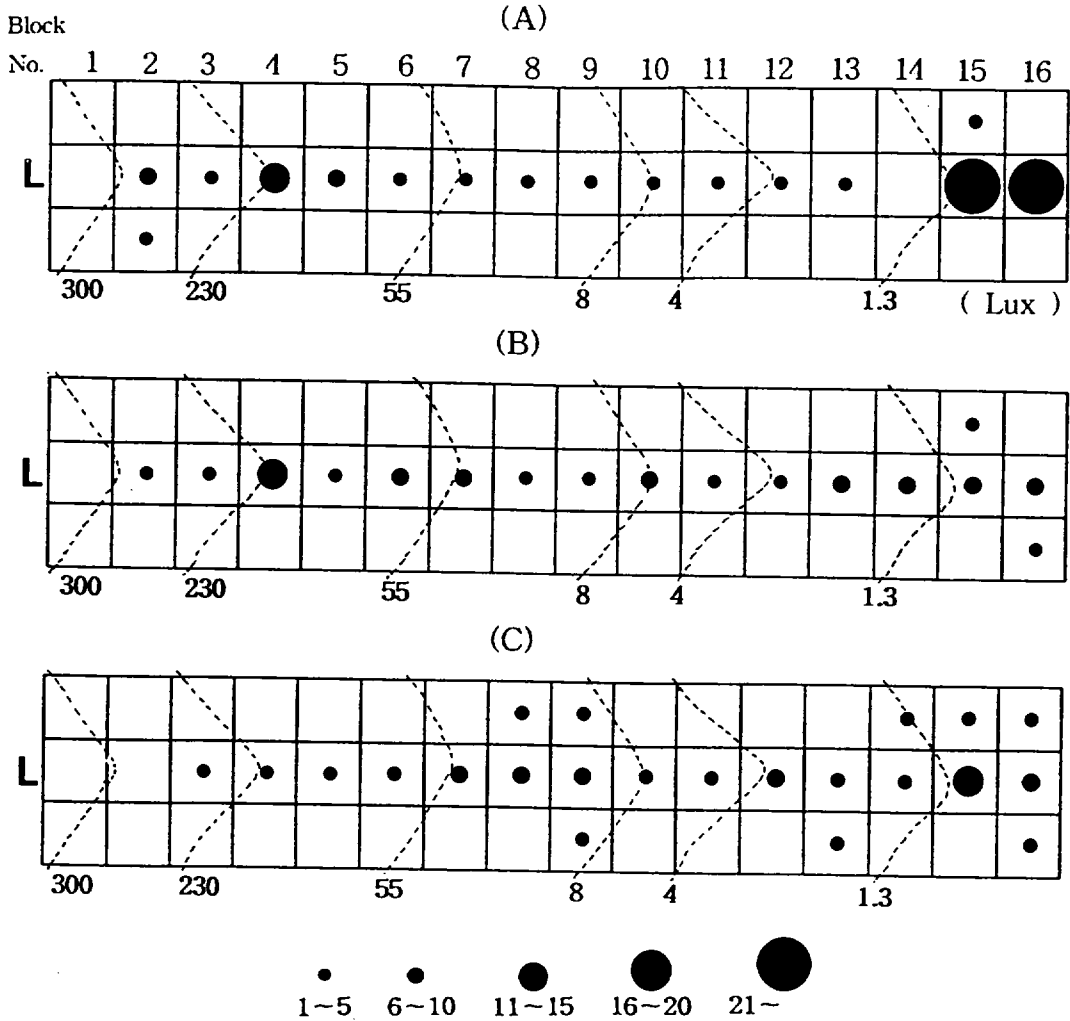 Block
(A)
No. 1 2 3 4 5 6 7 8 9 10 11 12 13 14 15 16
L
300 230 55 8 4 1.3 ( Lux )
(B)
L
300 230 55 8 4 1.3
(C)
L
300 230 55 8 4 1.3
1~5 6~10 11~15 16~20 21~